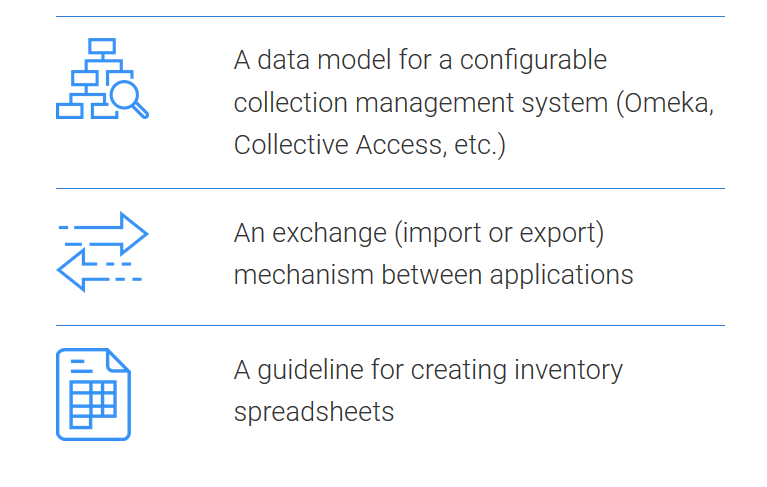 A data model for a configurable
collection management system (Omeka,
Collective Access, etc.)
An exchange (import or export)
mechanism between applications
A guideline for creating inventory
spreadsheets